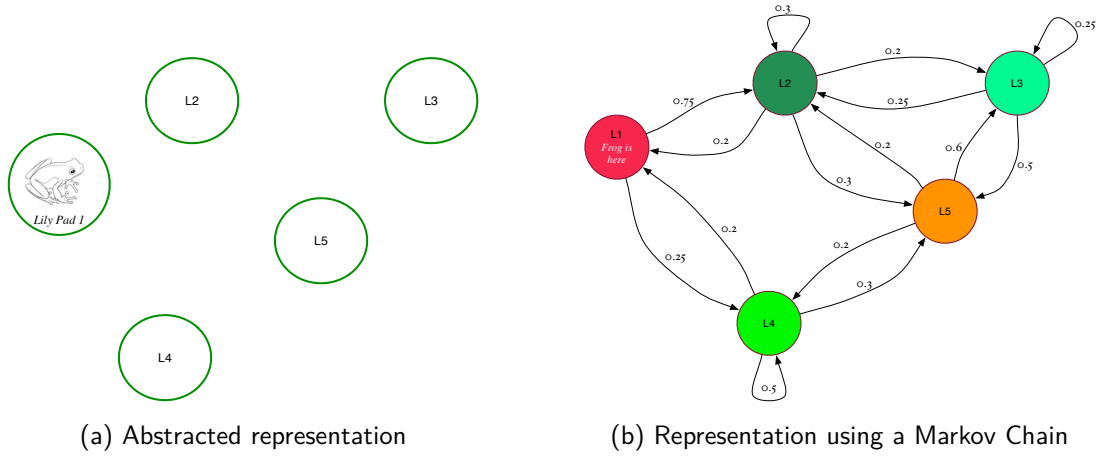 L2
L3
Lily Pad 1
L5
L4
(a) Abstracted representation
0.3
0.25
0.2
L2
L3
0.75
0.25
L1
Frog is
here
0.2
0.2
0.6
0.5
0.3
L5
0.2
0.2
0.25
0.3
L4
0.5
(b) Representation using a Markov Chain